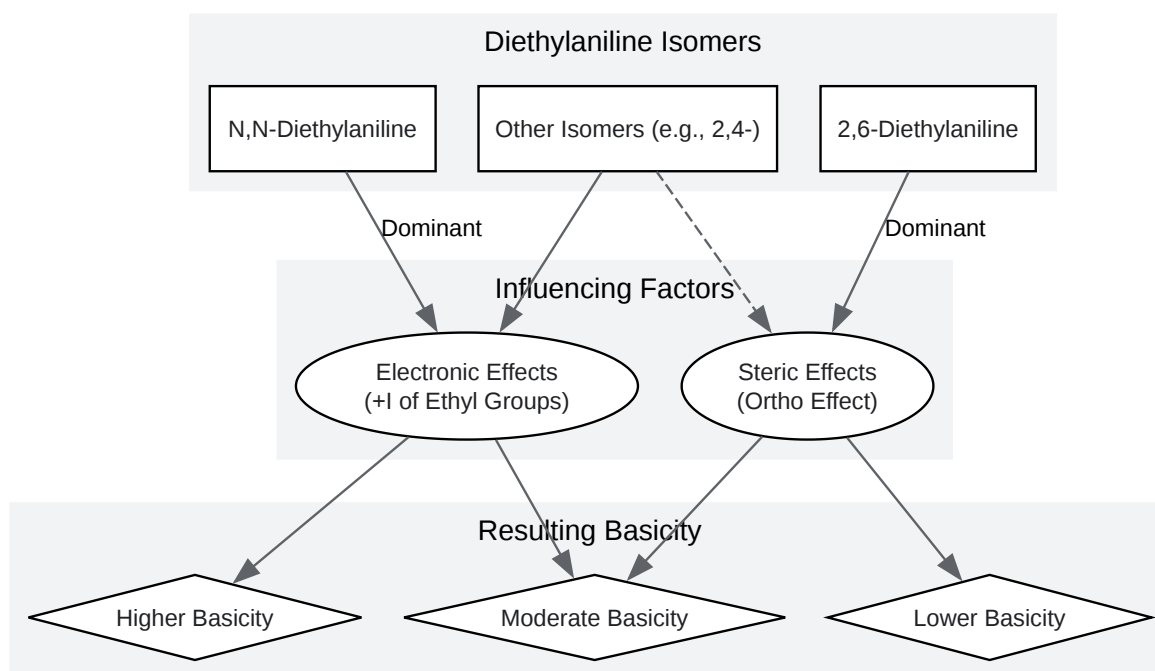 Diethylaniline Isomers
N,N-Diethylaniline
Other Isomers (e.g., 2,4-)
2,6-Diethylaniline
Dominant
Dominant
Influencing Factors
Electronic Effects
(+I of Ethyl Groups)
Steric Effects
(Ortho Effect)
Resulting Basicity
Higher Basicity
Moderate Basicity
Lower Basicity